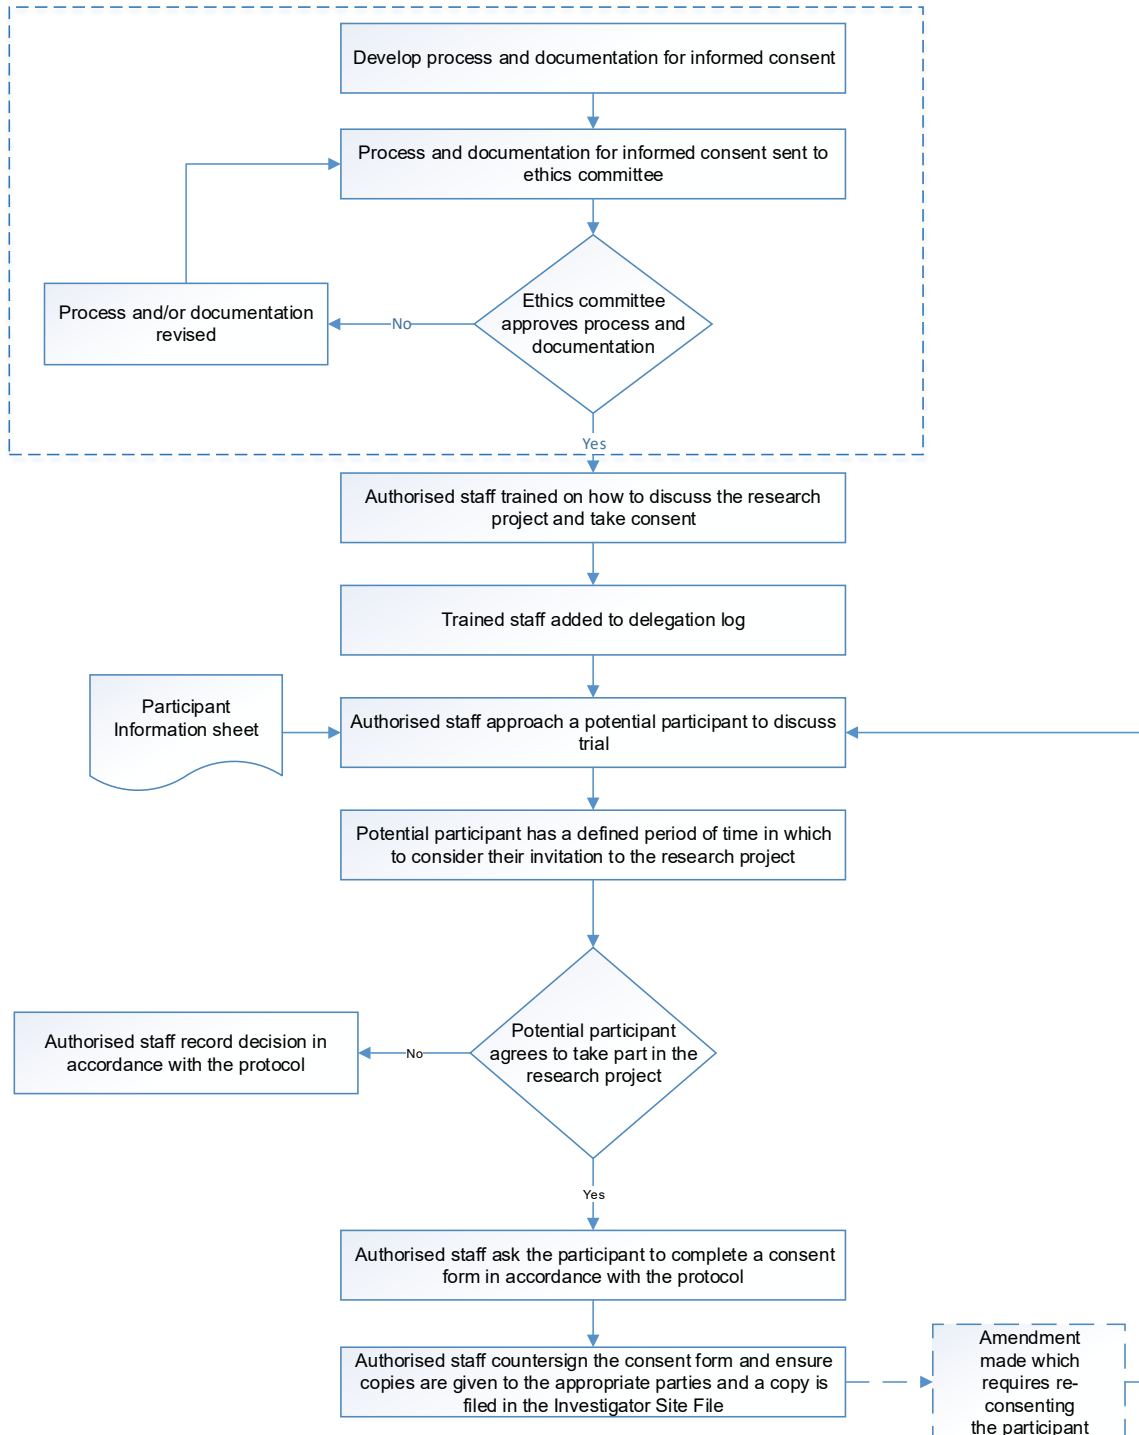 Develop process and documentation for informed consent
Process and documentation for informed consent sent to
ethics committee
Ethics committee
approves process and
documentation
No
Process and/or documentation
revised
Yes
Authorised staff trained on how to discuss the research
project and take consent
Trained staff added to delegation log
Participant
Information sheet
Authorised staff approach a potential participant to discuss
trial
Potential participant has a defined period of time in which
to consider their invitation to the research project
Potential participant
agrees to take part in the
research project
No
Authorised staff record decision in
accordance with the protocol
Yes
Authorised staff ask the participant to complete a consent
form in accordance with the protocol
Authorised staff countersign the consent form and ensure
copies are given to the appropriate parties and a copy is
filed in the Investigator Site File
Amendment
made which
requires re-
consenting
the participant